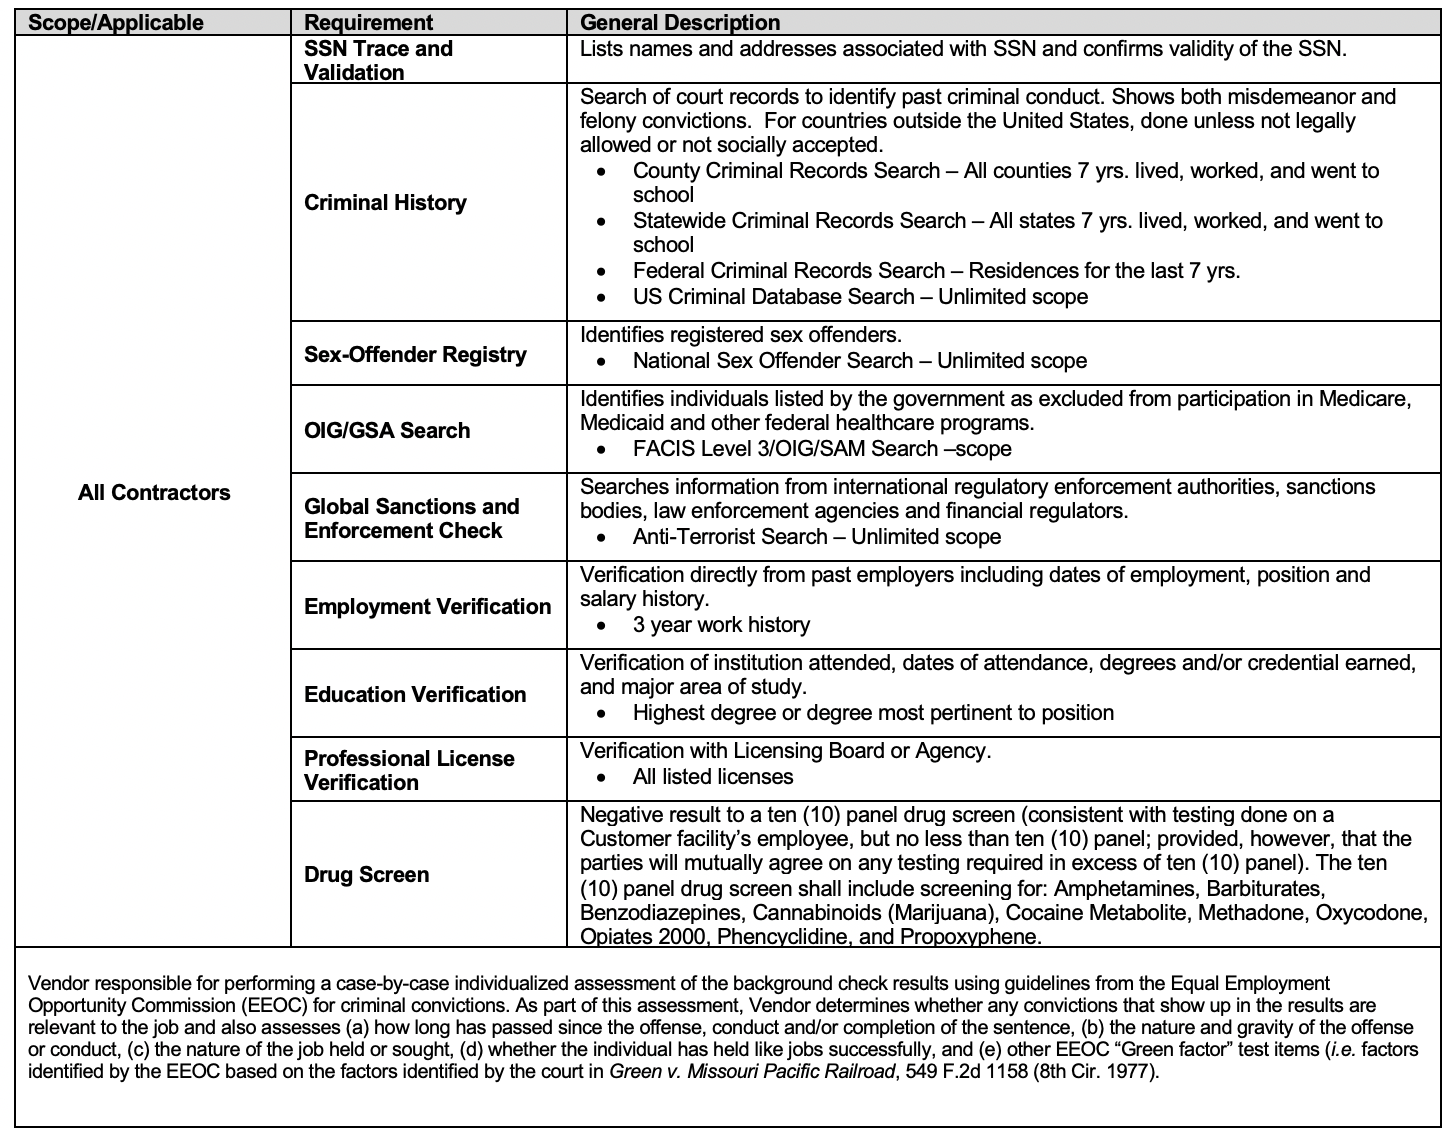 Scope/Applicable
Requirement
General Description
All Contractors
SSN Trace and
Validation
Lists names and addresses associated with SSN and confirms validity of the SSN.
Criminal History
Search of court records to identify past criminal conduct. Shows both misdemeanor and
felony convictions.  For countries outside the United States, done unless not legally
allowed or not socially accepted.
• County Criminal Records Search – All counties 7 yrs. lived, worked, and went to
school
• Statewide Criminal Records Search – All states 7 yrs. lived, worked, and went to
school
• Federal Criminal Records Search – Residences for the last 7 yrs.
• US Criminal Database Search – Unlimited scope
Sex-Offender Registry
Identifies registered sex offenders.
• National Sex Offender Search – Unlimited scope
OIG/GSA Search
Identifies individuals listed by the government as excluded from participation in Medicare,
Medicaid and other federal healthcare programs.
• FACIS Level 3/OIG/SAM Search –scope
Global Sanctions and
Enforcement Check
Searches information from international regulatory enforcement authorities, sanctions
bodies, law enforcement agencies and financial regulators.
• Anti-Terrorist Search – Unlimited scope
Employment Verification
Verification directly from past employers including dates of employment, position and
salary history.
• 3 year work history
Education Verification
Verification of institution attended, dates of attendance, degrees and/or credential earned,
and major area of study.
• Highest degree or degree most pertinent to position
Professional License
Verification
Verification with Licensing Board or Agency.
• All listed licenses
Drug Screen
Negative result to a ten (10) panel drug screen (consistent with testing done on a
Customer facility’s employee, but no less than ten (10) panel; provided, however, that the
parties will mutually agree on any testing required in excess of ten (10) panel). The ten
(10) panel drug screen shall include screening for: Amphetamines, Barbiturates,
Benzodiazepines, Cannabinoids (Marijuana), Cocaine Metabolite, Methadone, Oxycodone,
Opiates 2000, Phencyclidine, and Propoxyphene.
Vendor responsible for performing a case-by-case individualized assessment of the background check results using guidelines from the Equal Employment
Opportunity Commission (EEOC) for criminal convictions. As part of this assessment, Vendor determines whether any convictions that show up in the results are
relevant to the job and also assesses (a) how long has passed since the offense, conduct and/or completion of the sentence, (b) the nature and gravity of the offense
or conduct, (c) the nature of the job held or sought, (d) whether the individual has held like jobs successfully, and (e) other EEOC “Green factor” test items (i.e. factors
identified by the EEOC based on the factors identified by the court in Green v. Missouri Pacific Railroad, 549 F.2d 1158 (8th Cir. 1977).